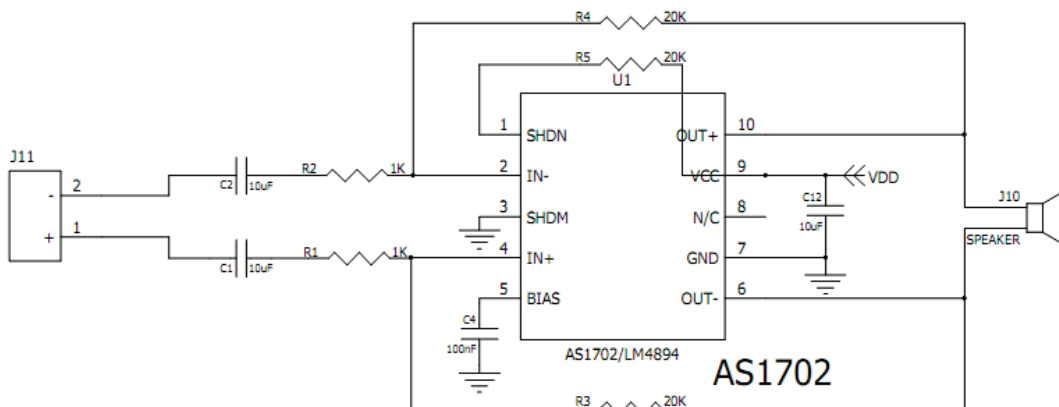 R4 20K
R5 20K
U1
1 SHDN OUT+ 10
J11
2 - C2 10uF R2 1K 2 IN- VCC 9 VDD
1 + C1 10uF R1 1K
3 SHDM N/C 8 C12 10uF J10
4 IN+ GND 7 SPEAKER
5 BIAS OUT- 6
C4
100nF
AS1702/LM4894
AS1702
R3 20K